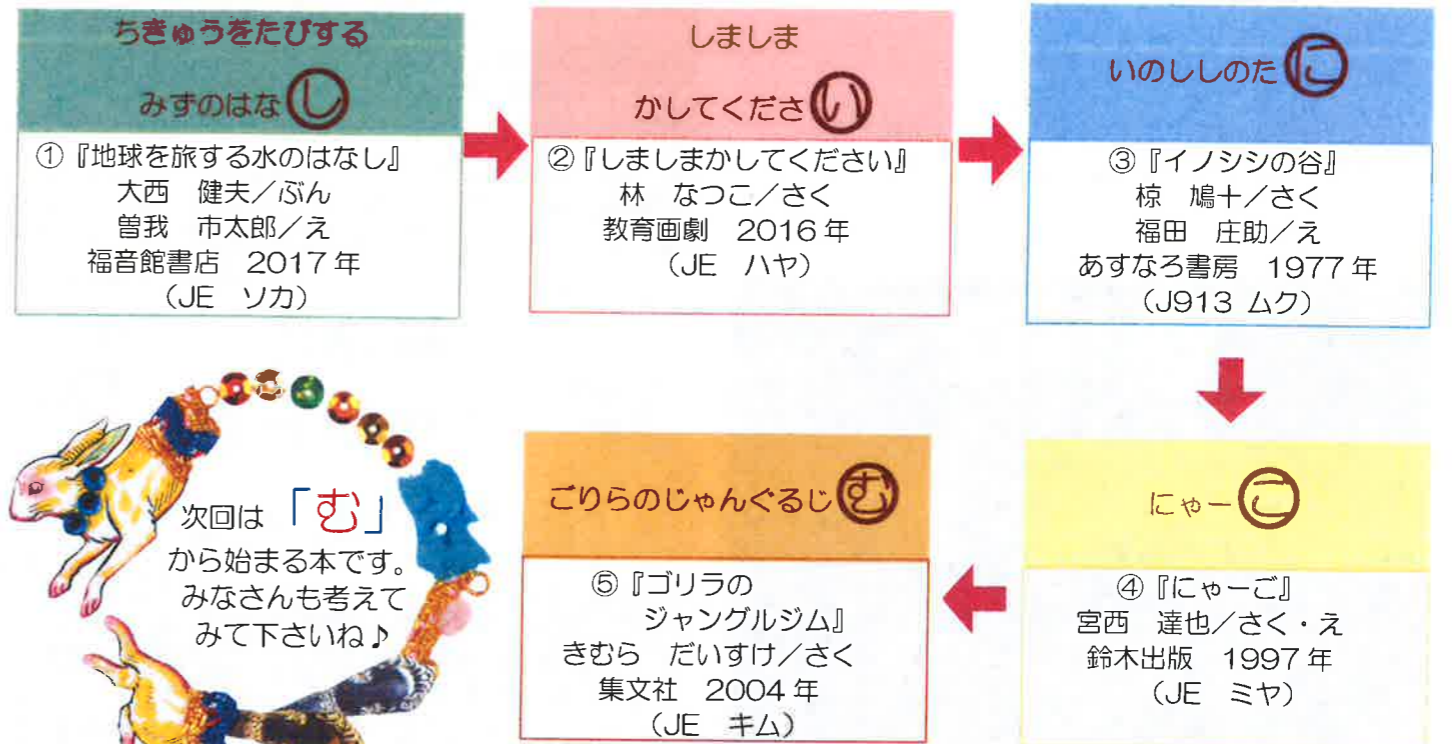 ちきゅうをたびする
みずのはなし
①『地球を旅する水のはなし』
大西　健夫／ぶん
曽我　市太郎／え
福音館書店　2017年
（JE　ソカ）
しましま
かしてください
②『しましまかしてください』
林　なつこ／さく
教育画劇　2016年
（JE　ハヤ）
いのししのたに
③『イノシシの谷』
椋　鳩十／さく
福田　庄助／え
あすなろ書房　1977年
（J913 ムク）
にゃーご
④『にゃーご』
宮西　達也／さく・え
鈴木出版　1997年
（JE　ミヤ）
ごりらのじゃんぐるじむ
⑤『ゴリラの
ジャングルジム』
きむら　だいすけ／さく
集文社　2004年
（JE　キム）
次回は「む」
から始まる本です。
みなさんも考えて
みて下さいね♪